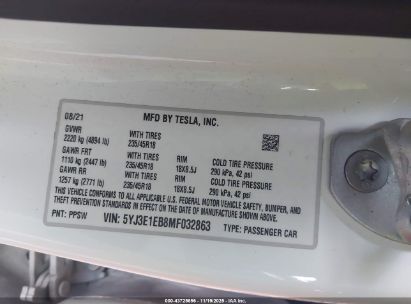 08/21
MFD BY TESLA, INC.
GVWR
2220 kg (4894 lb) WITH TIRES 235/45R18
GAWR FRT
1110 kg (2447 lb) WITH TIRES 235/45R18 RIM 18X8.5J COLD TIRE PRESSURE 290 kPa, 42 psi
GAWR RR
1257 kg (2771 lb) WITH TIRES 235/45R18 RIM 18X8.5J COLD TIRE PRESSURE 290 kPa, 42 psi
THIS VEHICLE CONFORMS TO ALL APPLICABLE U.S. FEDERAL MOTOR VEHICLE SAFETY, BUMPER, AND
THEFT PREVENTION STANDARDS IN EFFECT ON THE DATE OF MANUFACTURE SHOWN ABOVE.
PNT: PPSW VIN: 5YJ3E1EB8MF032863 TYPE: PASSENGER CAR